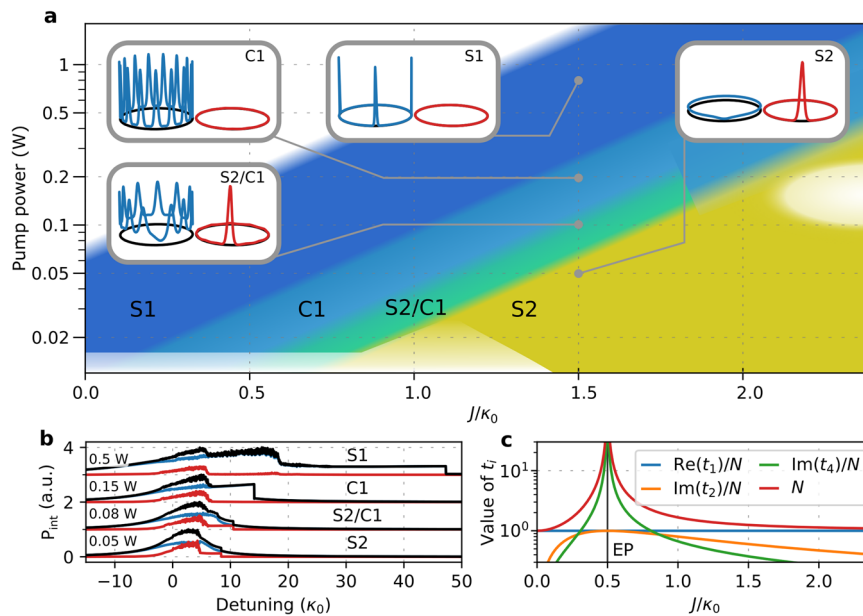 a
C1
S1
S2
S2/C1
S1
C1
S2/C1
S2
Pump power (W)
1
0.5
0.2
0.1
0.05
0.02
0.0
0.5
1.0
1.5
2.0
J/κ₀
b
0.5 W
S1
0.15 W
C1
0.08 W
S2/C1
0.05 W
S2
P_int (a.u.)
4
2
0
−10
0
10
20
30
40
50
Detuning (κ₀)
c
Re(t₁)/N
Im(t₄)/N
Im(t₂)/N
N
EP
Value of t_i
10¹
10⁰
0.0
0.5
1.0
1.5
2.0
J/κ₀